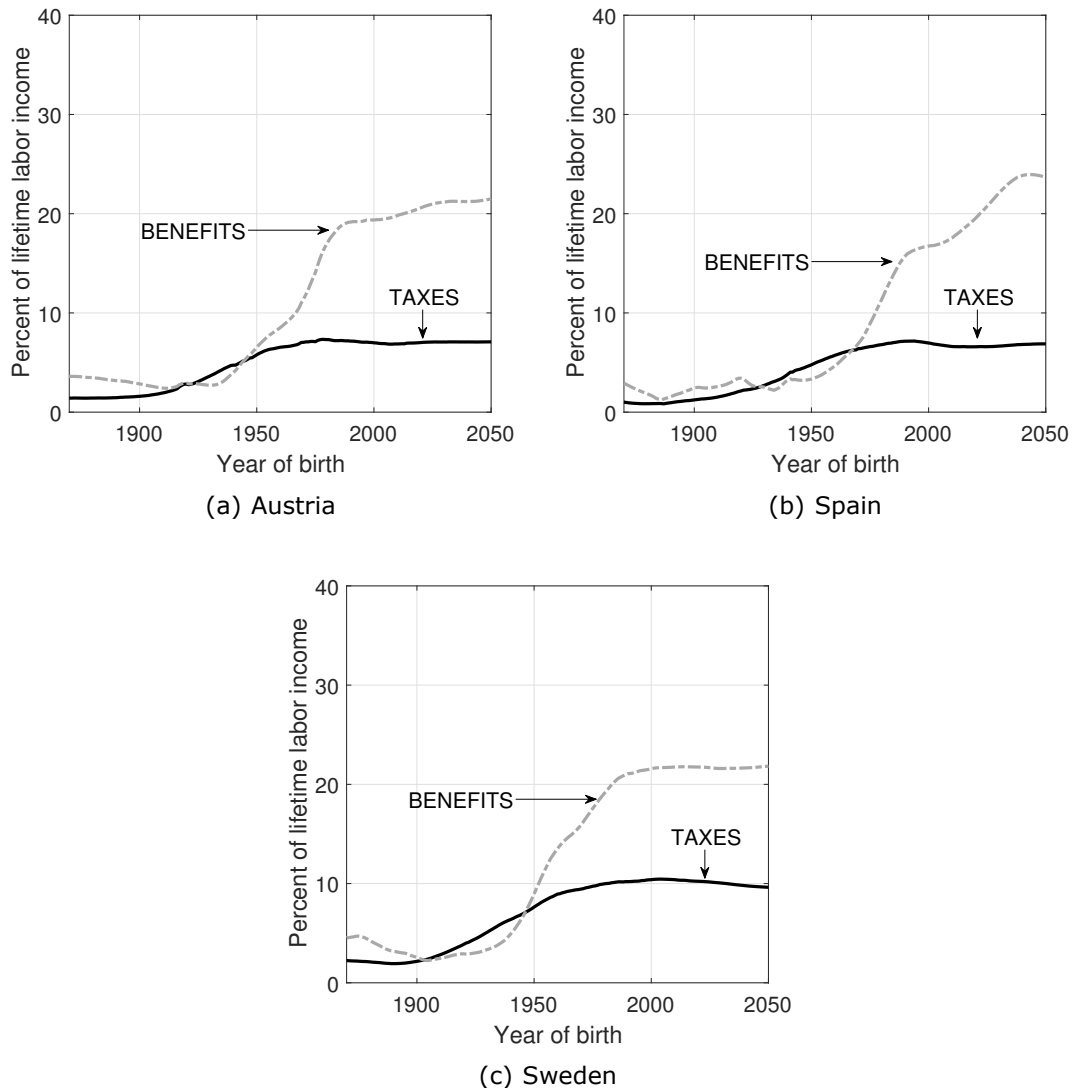 Percent of lifetime labor income
40
30
20
10
0
BENEFITS
TAXES
1900 1950 2000 2050
Year of birth
(a) Austria
Percent of lifetime labor income
40
30
20
10
0
BENEFITS
TAXES
1900 1950 2000 2050
Year of birth
(b) Spain
Percent of lifetime labor income
40
30
20
10
0
BENEFITS
TAXES
1900 1950 2000 2050
Year of birth
(c) Sweden